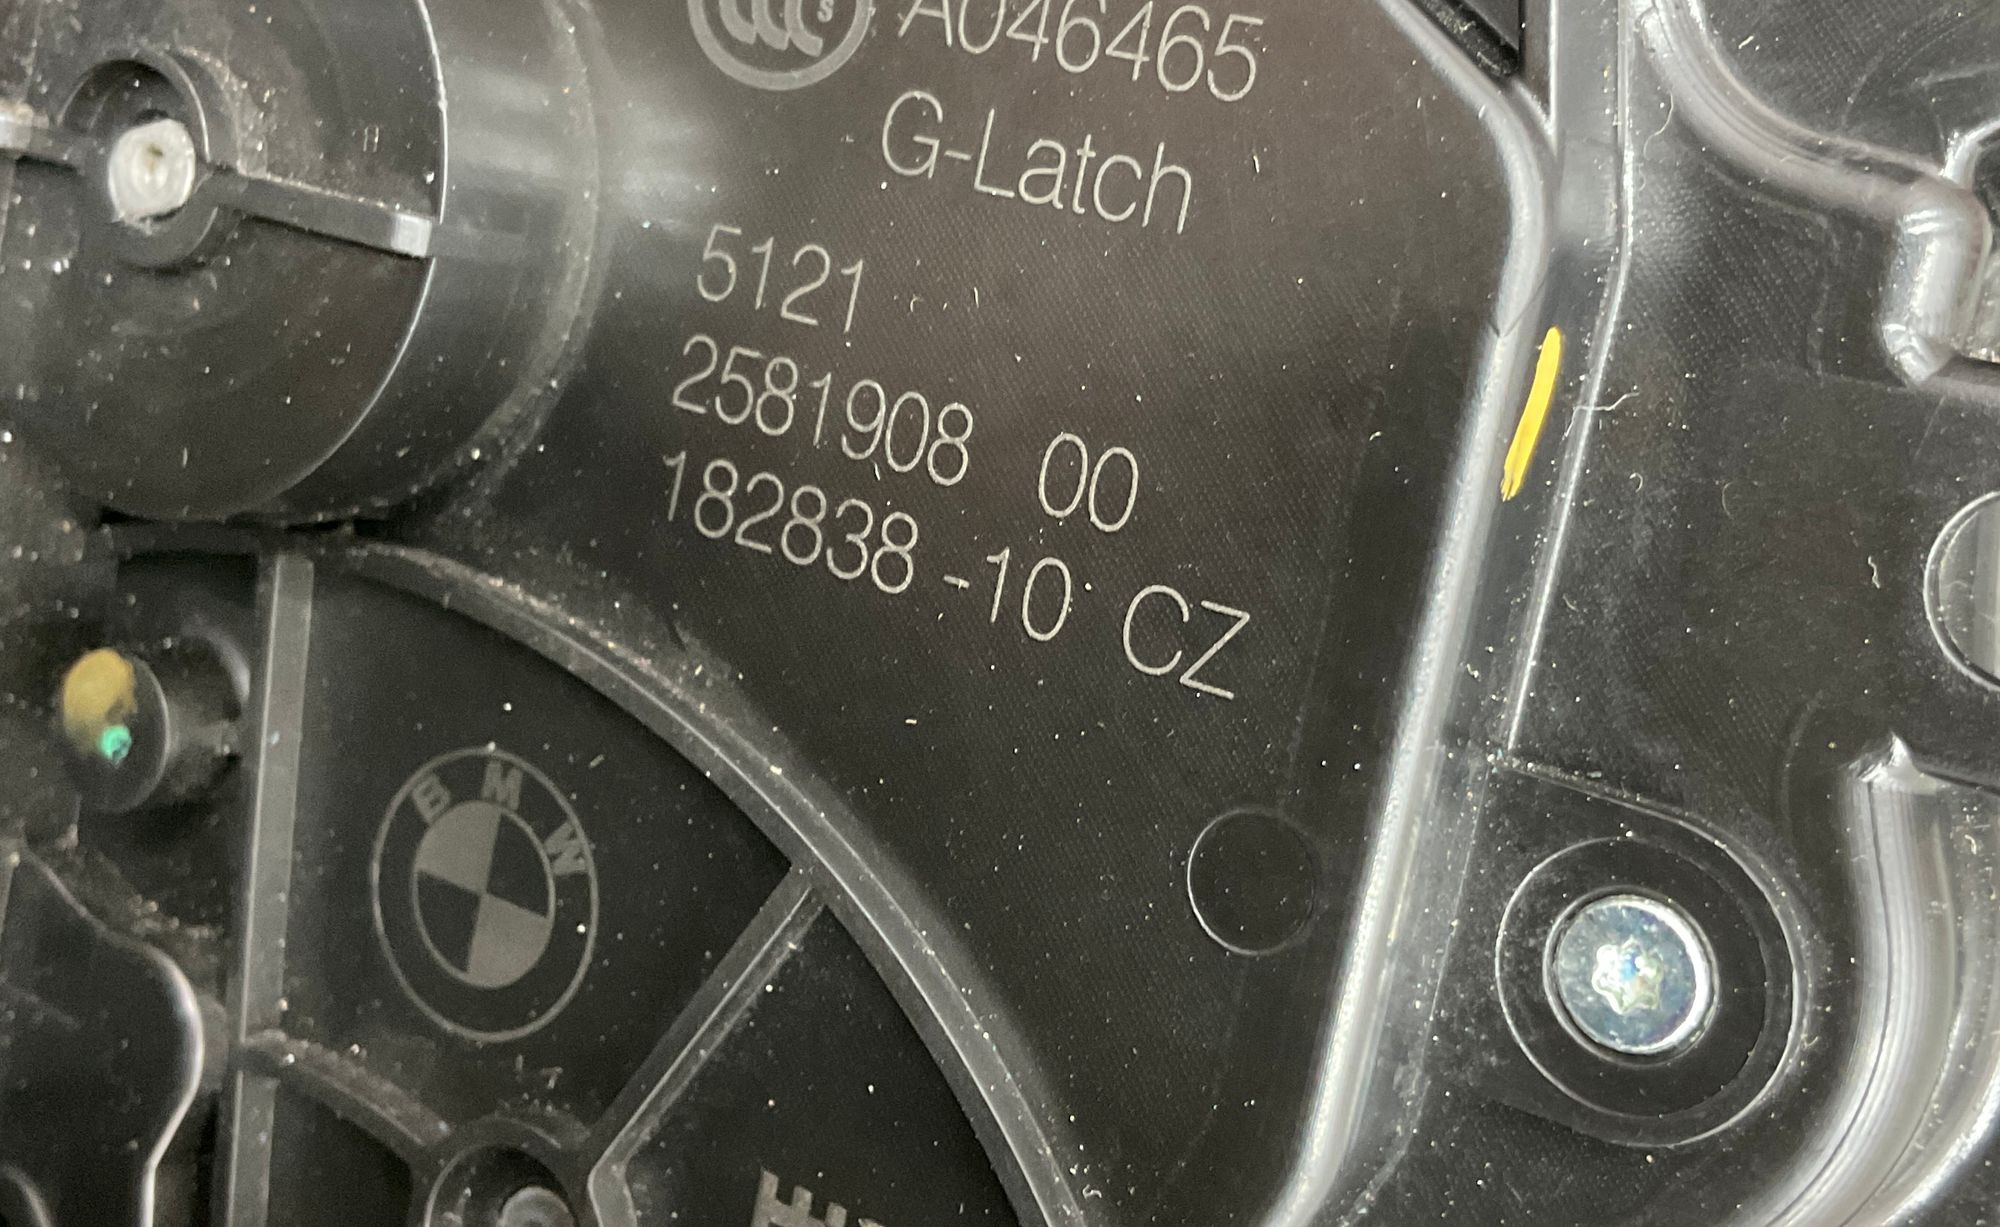 S
A046465
G-Latch
5121
2581908 00
182838-10 CZ
BMW